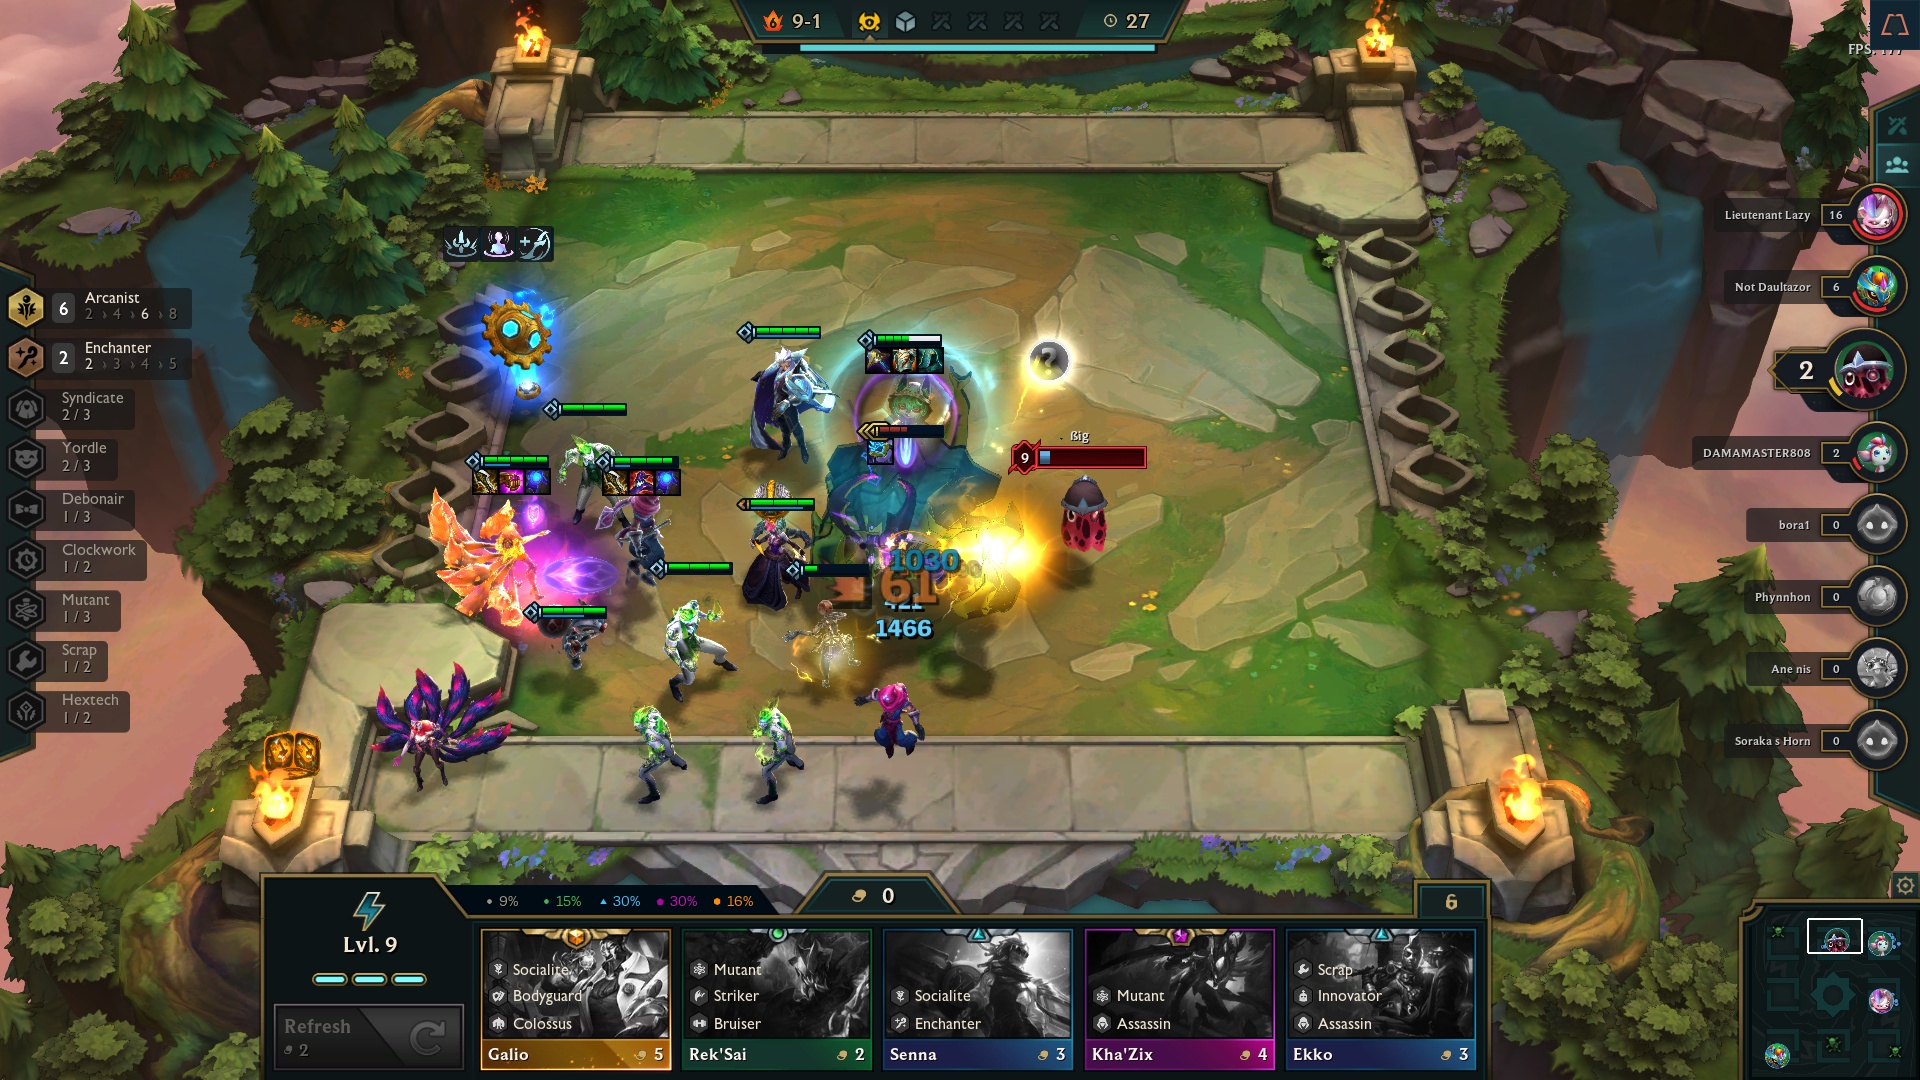 9-1
27
FPS: 177
Lieutenant Lazy 16
Not Daultazor 6
2
DAMAMASTER808 2
bora1 0
Phynnhon 0
Ane nis 0
Soraka s Horn 0
6 Arcanist
2 › 4 › 6 › 8
2 Enchanter
2 › 3 › 4 › 5
Syndicate
2 / 3
Yordle
2 / 3
Debonair
1 / 3
Clockwork
1 / 2
Mutant
1 / 3
Scrap
1 / 2
Hextech
1 / 2
ßig
9
1030
61
421
1466
Lvl. 9
9% 15% 30% 30% 16%
0
6
Refresh
2
Socialite
Bodyguard
Colossus
Galio 5
Mutant
Striker
Bruiser
Rek'Sai 2
Socialite
Enchanter
Senna 3
Mutant
Assassin
Kha'Zix 4
Scrap
Innovator
Assassin
Ekko 3